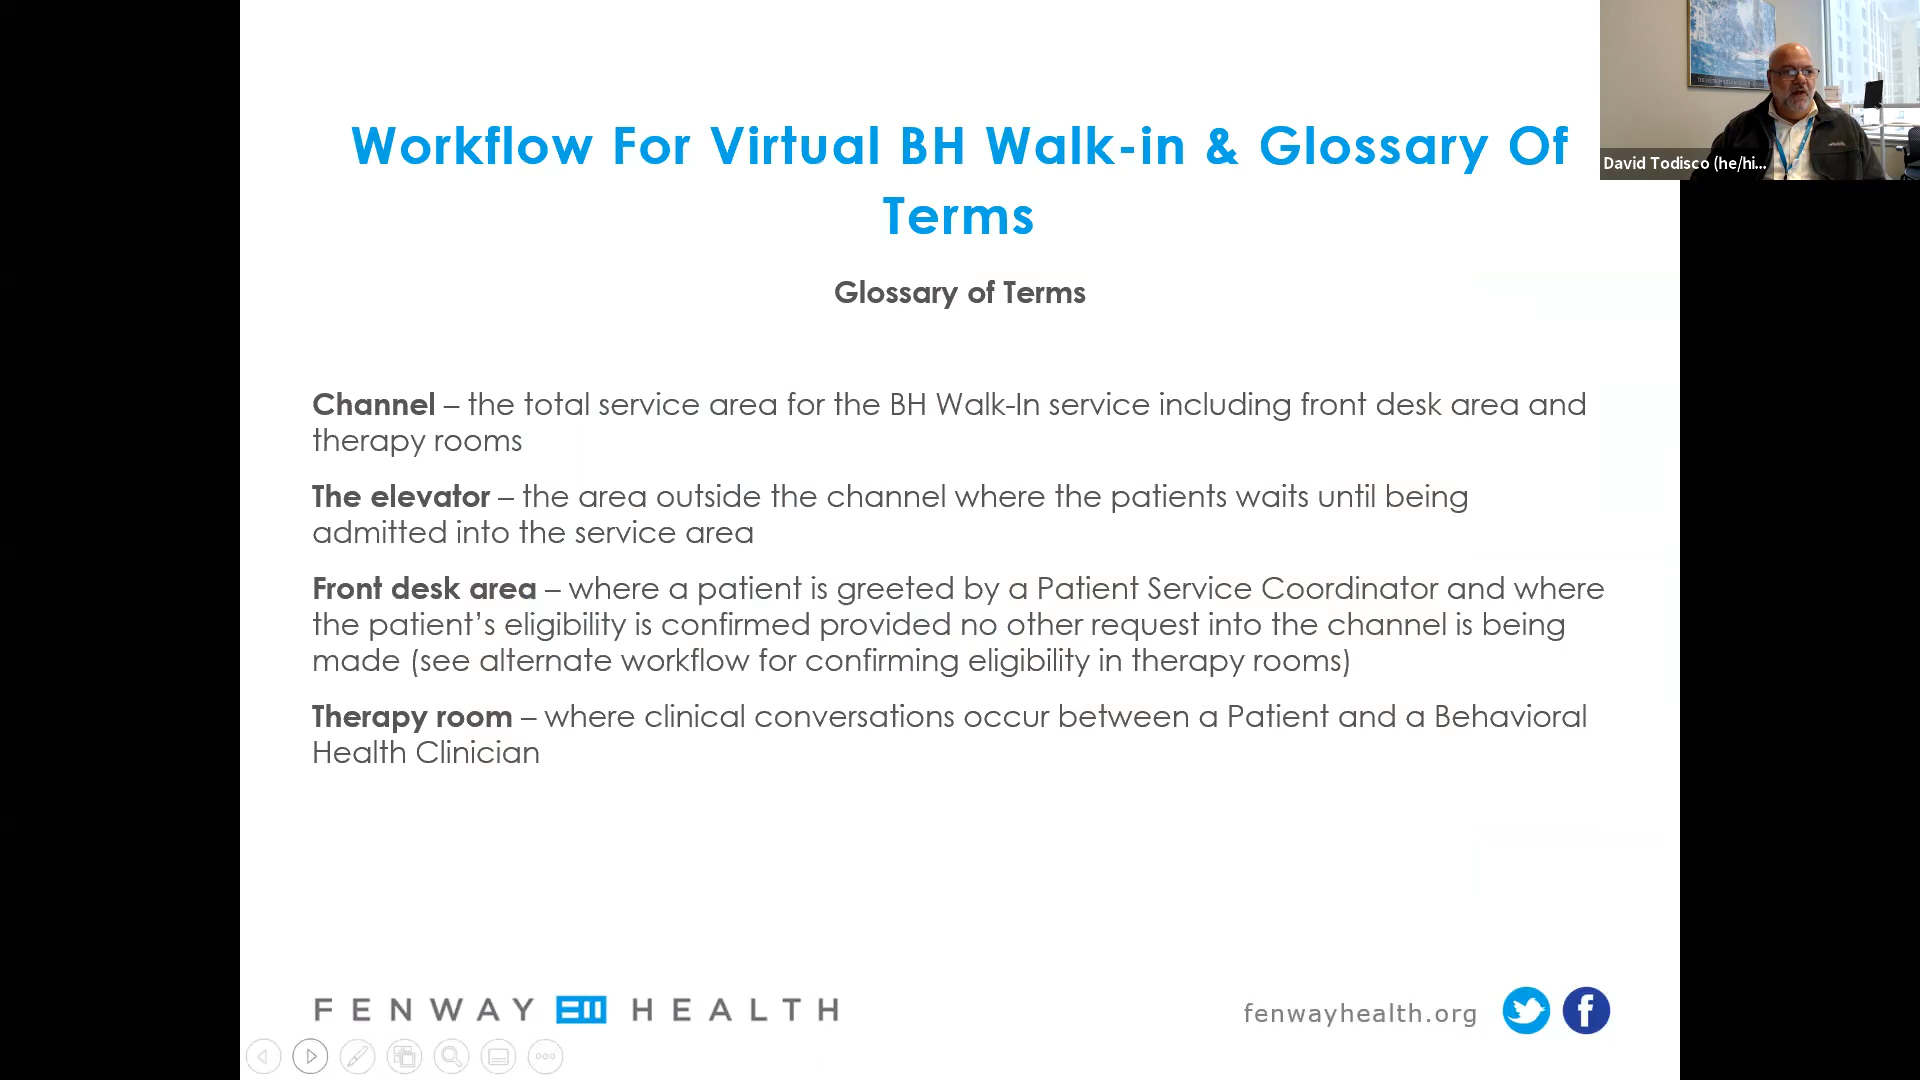 Workflow For Virtual BH Walk-in & Glossary Of
Terms
David Todisco (he/hi...
Glossary of Terms
Channel – the total service area for the BH Walk-In service including front desk area and
therapy rooms
The elevator – the area outside the channel where the patients waits until being
admitted into the service area
Front desk area – where a patient is greeted by a Patient Service Coordinator and where
the patient’s eligibility is confirmed provided no other request into the channel is being
made (see alternate workflow for confirming eligibility in therapy rooms)
Therapy room – where clinical conversations occur between a Patient and a Behavioral
Health Clinician
FENWAY HEALTH
fenwayhealth.org